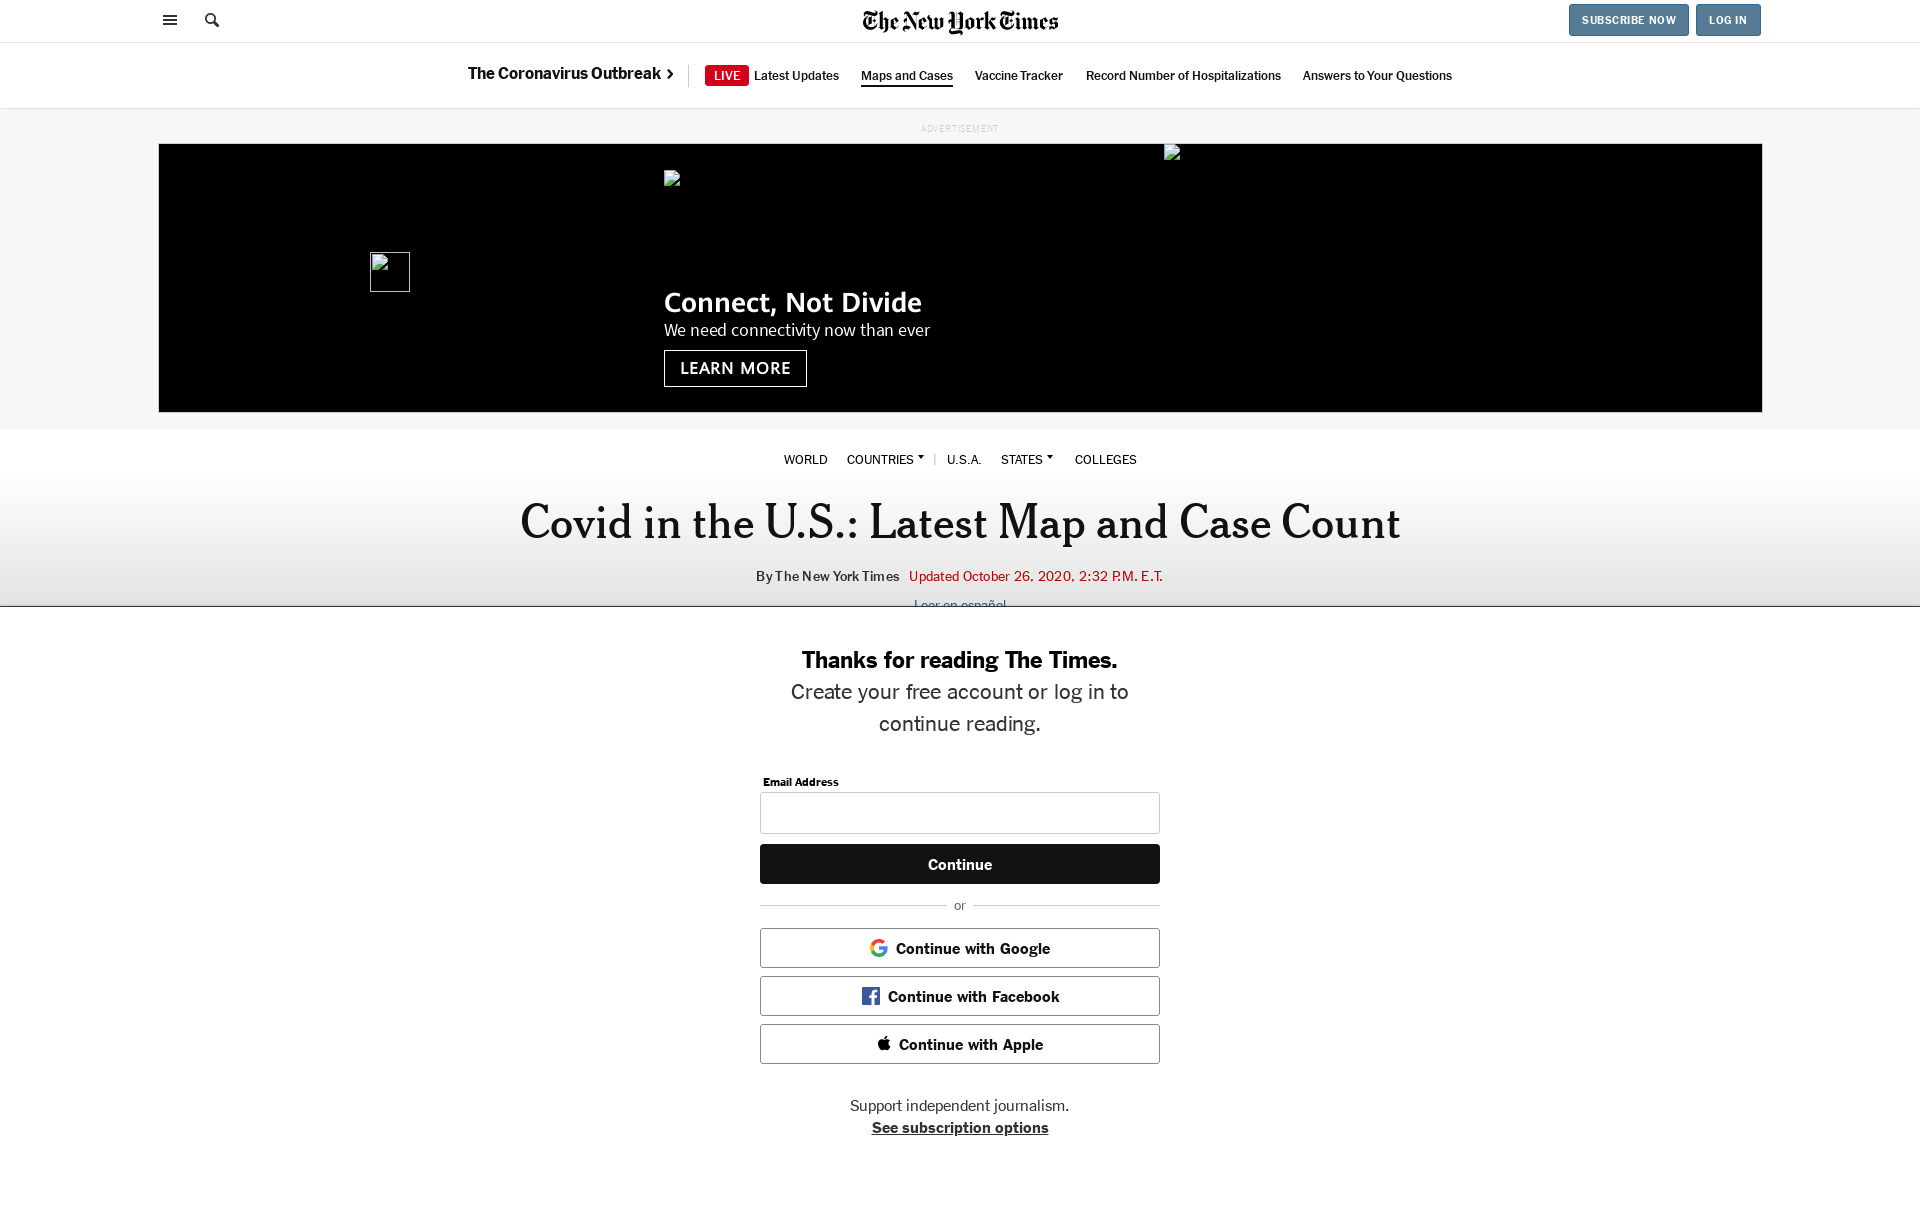 The New York Times
SUBSCRIBE NOW
LOG IN
The Coronavirus Outbreak
LIVE Latest Updates
Maps and Cases
Vaccine Tracker
Record Number of Hospitalizations
Answers to Your Questions
ADVERTISEMENT
Connect, Not Divide
We need connectivity now than ever
LEARN MORE
WORLD
COUNTRIES
U.S.A.
STATES
COLLEGES
Covid in the U.S.: Latest Map and Case Count
By The New York Times Updated October 26, 2020, 2:32 P.M. E.T.
Leer en español
Thanks for reading The Times.
Create your free account or log in to
continue reading.
Email Address
Continue
or
Continue with Google
Continue with Facebook
Continue with Apple
Support independent journalism.
See subscription options